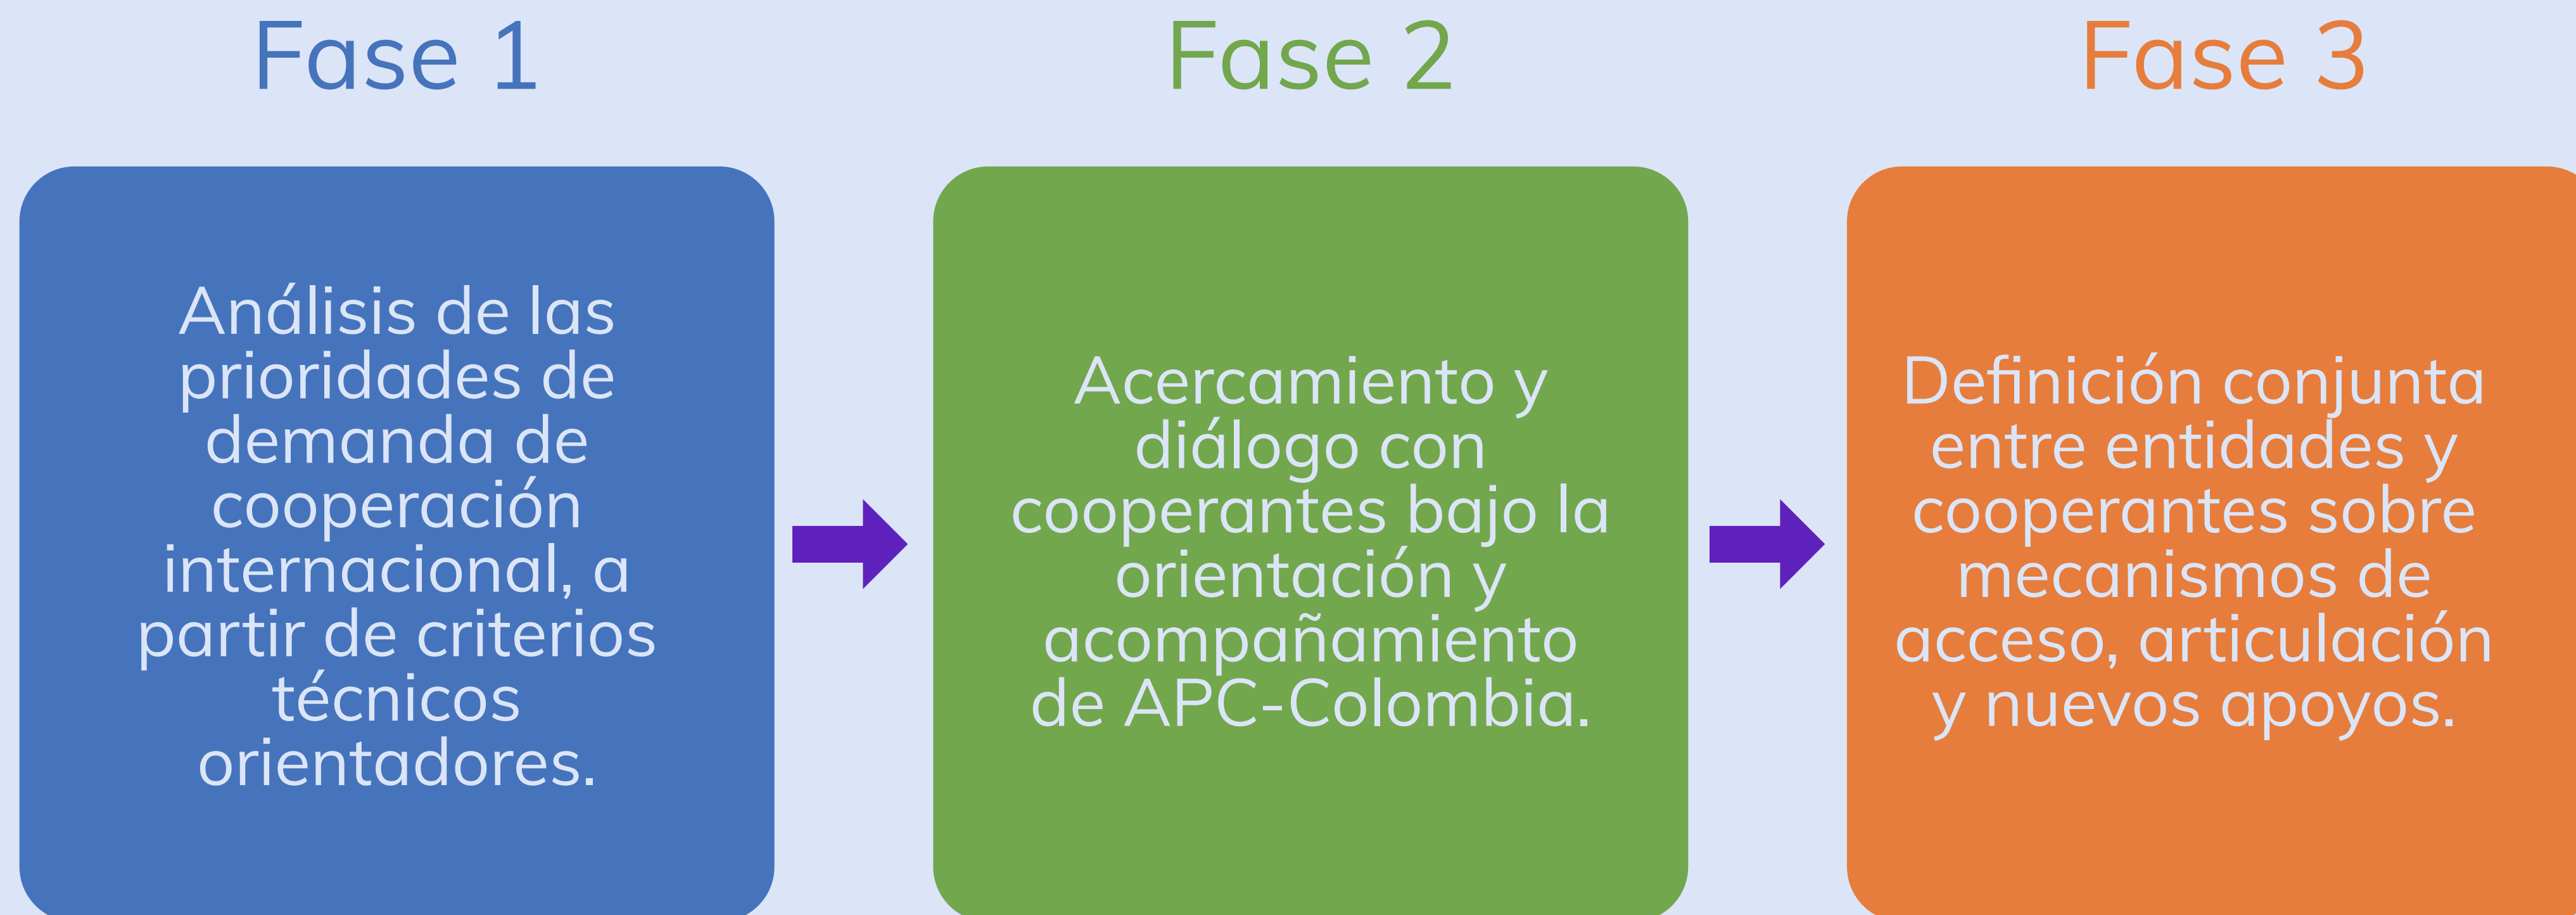 Fase 1
Análisis de las
prioridades de
demanda de
cooperación
internacional, a
partir de criterios
técnicos
orientadores.
Fase 2
Acercamiento y
diálogo con
cooperantes bajo la
orientación y
acompañamiento
de APC-Colombia.
Fase 3
Definición conjunta
entre entidades y
cooperantes sobre
mecanismos de
acceso, articulación
y nuevos apoyos.